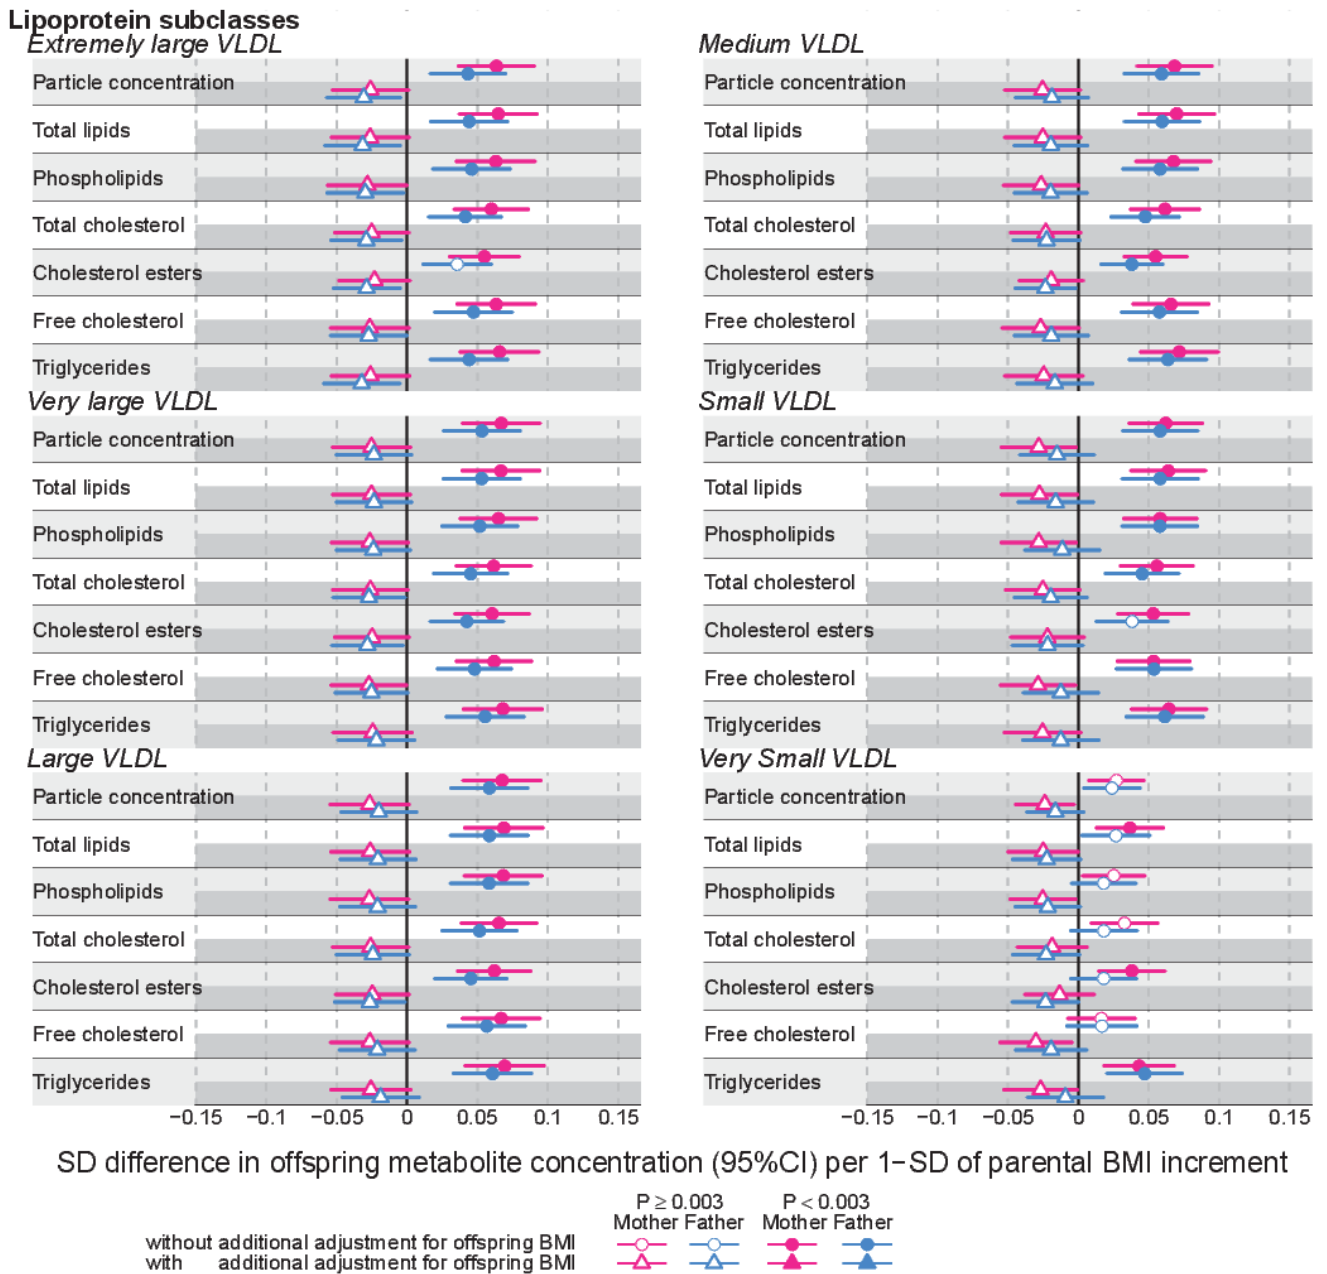 Lipoprotein subclasses
Extremely large VLDL
Particle concentration
Total lipids
Phospholipids
Total cholesterol
Cholesterol esters
Free cholesterol
Triglycerides
Very large VLDL
Particle concentration
Total lipids
Phospholipids
Total cholesterol
Cholesterol esters
Free cholesterol
Triglycerides
Large VLDL
Particle concentration
Total lipids
Phospholipids
Total cholesterol
Cholesterol esters
Free cholesterol
Triglycerides
−0.15 −0.1 −0.05 0 0.05 0.1 0.15
Medium VLDL
Particle concentration
Total lipids
Phospholipids
Total cholesterol
Cholesterol esters
Free cholesterol
Triglycerides
Small VLDL
Particle concentration
Total lipids
Phospholipids
Total cholesterol
Cholesterol esters
Free cholesterol
Triglycerides
Very Small VLDL
Particle concentration
Total lipids
Phospholipids
Total cholesterol
Cholesterol esters
Free cholesterol
Triglycerides
−0.15 −0.1 −0.05 0 0.05 0.1 0.15
SD difference in offspring metabolite concentration (95%CI) per 1−SD of parental BMI increment
P ≥ 0.003 P < 0.003
Mother Father Mother Father
without additional adjustment for offspring BMI
with additional adjustment for offspring BMI